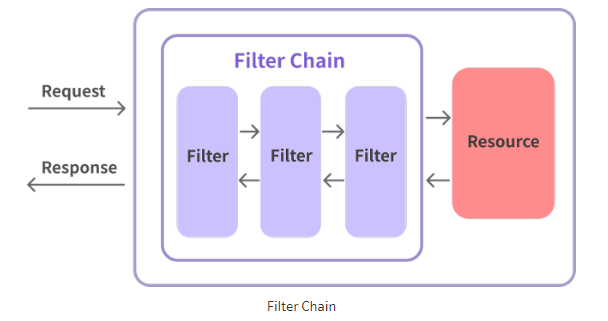 Filter Chain
Request
Response
Filter
Filter
Filter
Resource
Filter Chain